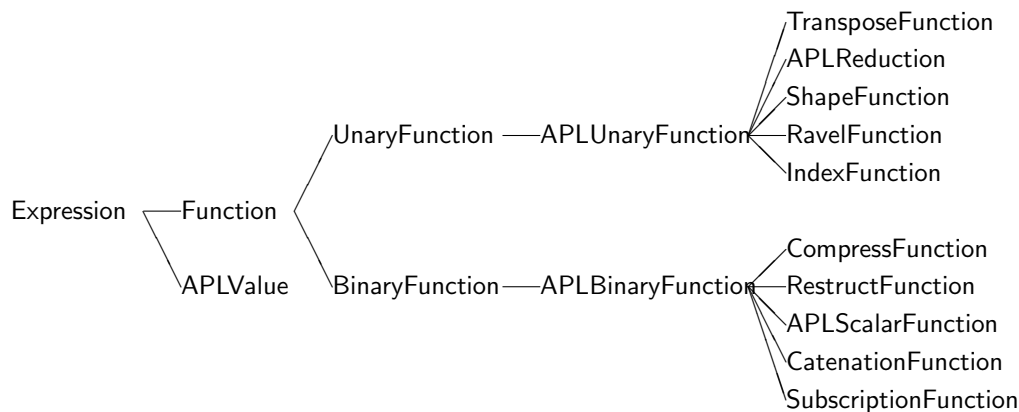 TransposeFunction
APLReduction
ShapeFunction
UnaryFunction APLUnaryFunction RavelFunction
IndexFunction
Expression Function
CompressFunction
APLValue BinaryFunction APLBinaryFunction RestructFunction
APLScalarFunction
CatenationFunction
SubscriptionFunction